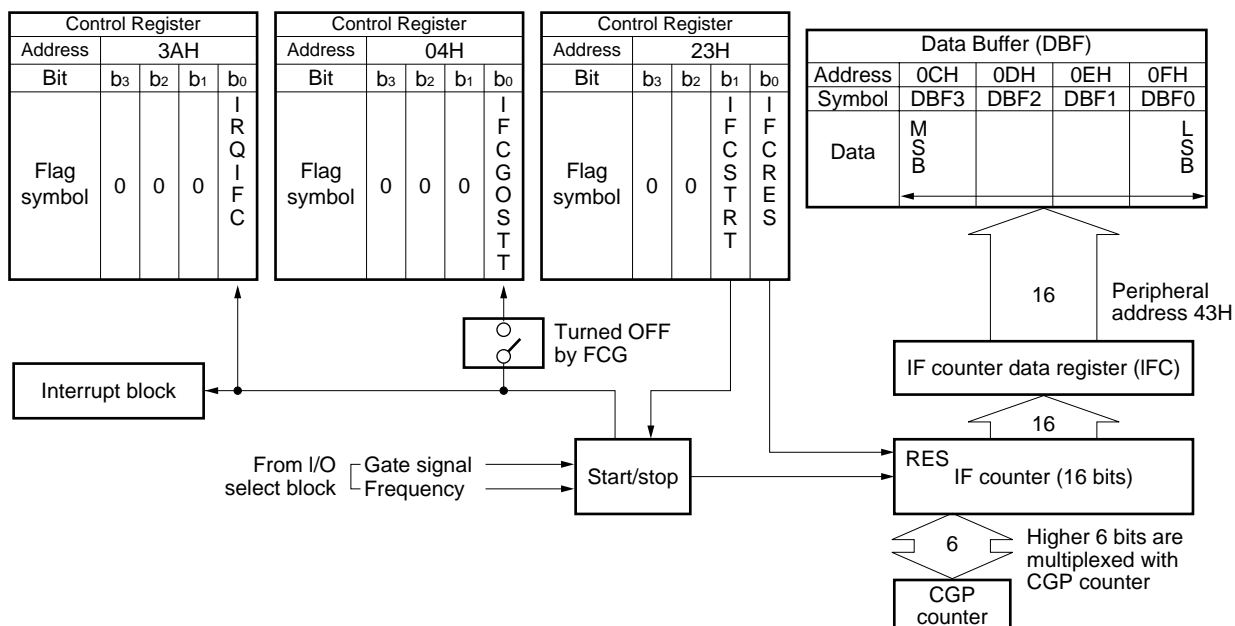 Control Register
Address 3AH
Bit b3 b2 b1 b0
Flag symbol 0 0 0 IRQIFC
Control Register
Address 04H
Bit b3 b2 b1 b0
Flag symbol 0 0 0 IFCGOSTT
Control Register
Address 23H
Bit b3 b2 b1 b0
Flag symbol 0 0 IFCSTRT IFCRES
Data Buffer (DBF)
Address 0CH 0DH 0EH 0FH
Symbol DBF3 DBF2 DBF1 DBF0
Data MSB LSB
Turned OFF
by FCG
16
Peripheral
address 43H
Interrupt block
IF counter data register (IFC)
16
From I/O
select block
Gate signal
Frequency
Start/stop
RES
IF counter (16 bits)
6
Higher 6 bits are
multiplexed with
CGP counter
CGP
counter